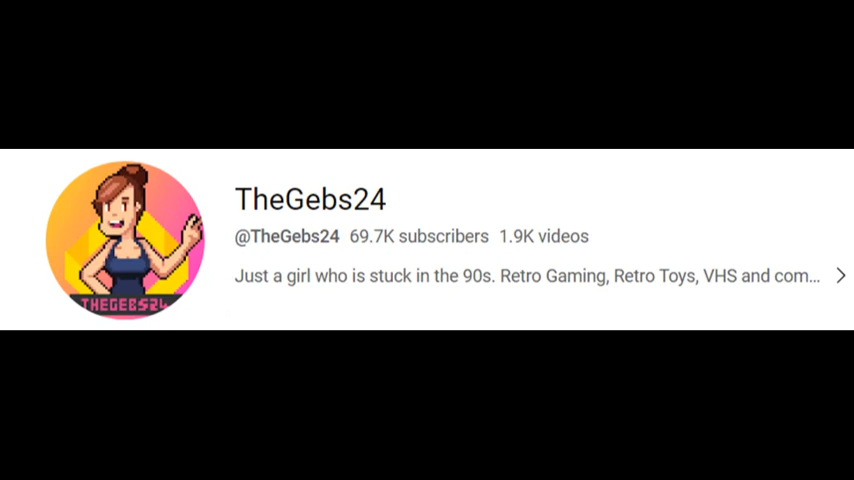 TheGebs24
@TheGebs24 69.7K subscribers 1.9K videos
Just a girl who is stuck in the 90s. Retro Gaming, Retro Toys, VHS and com...
THEGEBS24